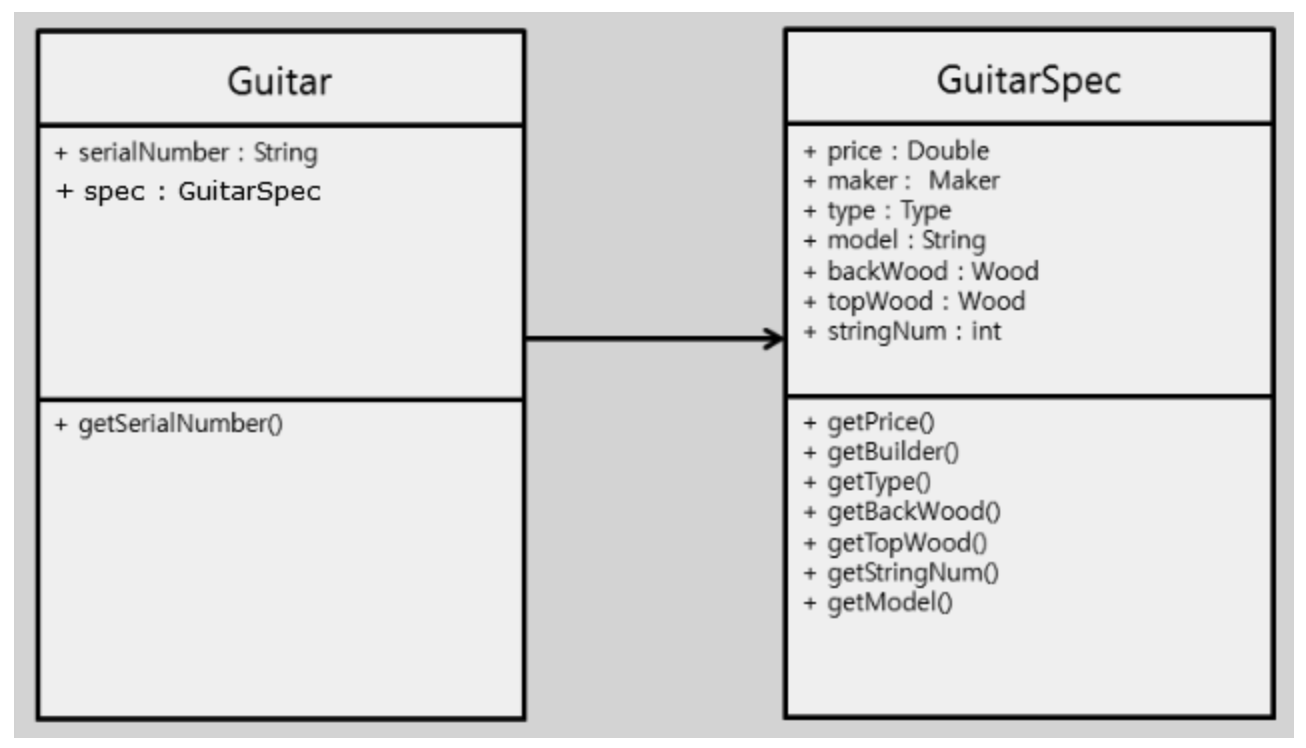 Guitar
+ serialNumber : String
+ spec : GuitarSpec
+ getSerialNumber()
GuitarSpec
+ price : Double
+ maker : Maker
+ type : Type
+ model : String
+ backWood : Wood
+ topWood : Wood
+ stringNum : int
+ getPrice()
+ getBuilder()
+ getType()
+ getBackWood()
+ getTopWood()
+ getStringNum()
+ getModel()